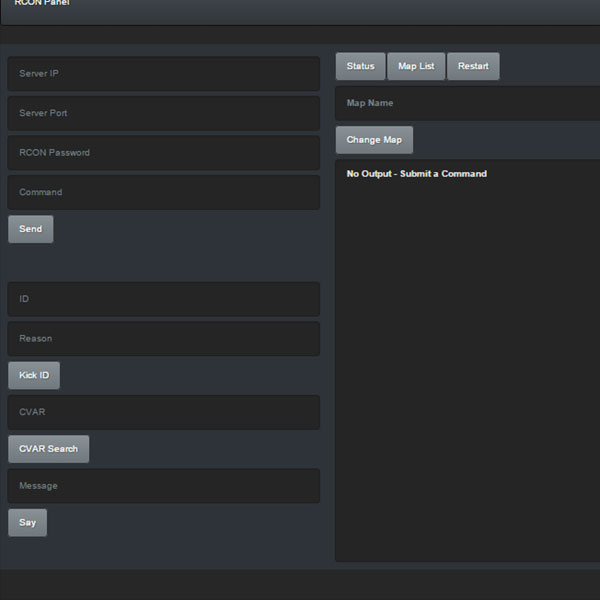 RCON Panel
Server IP
Server Port
RCON Password
Command
Send
ID
Reason
Kick ID
CVAR
CVAR Search
Message
Say
Status Map List Restart
Map Name
Change Map
No Output - Submit a Command